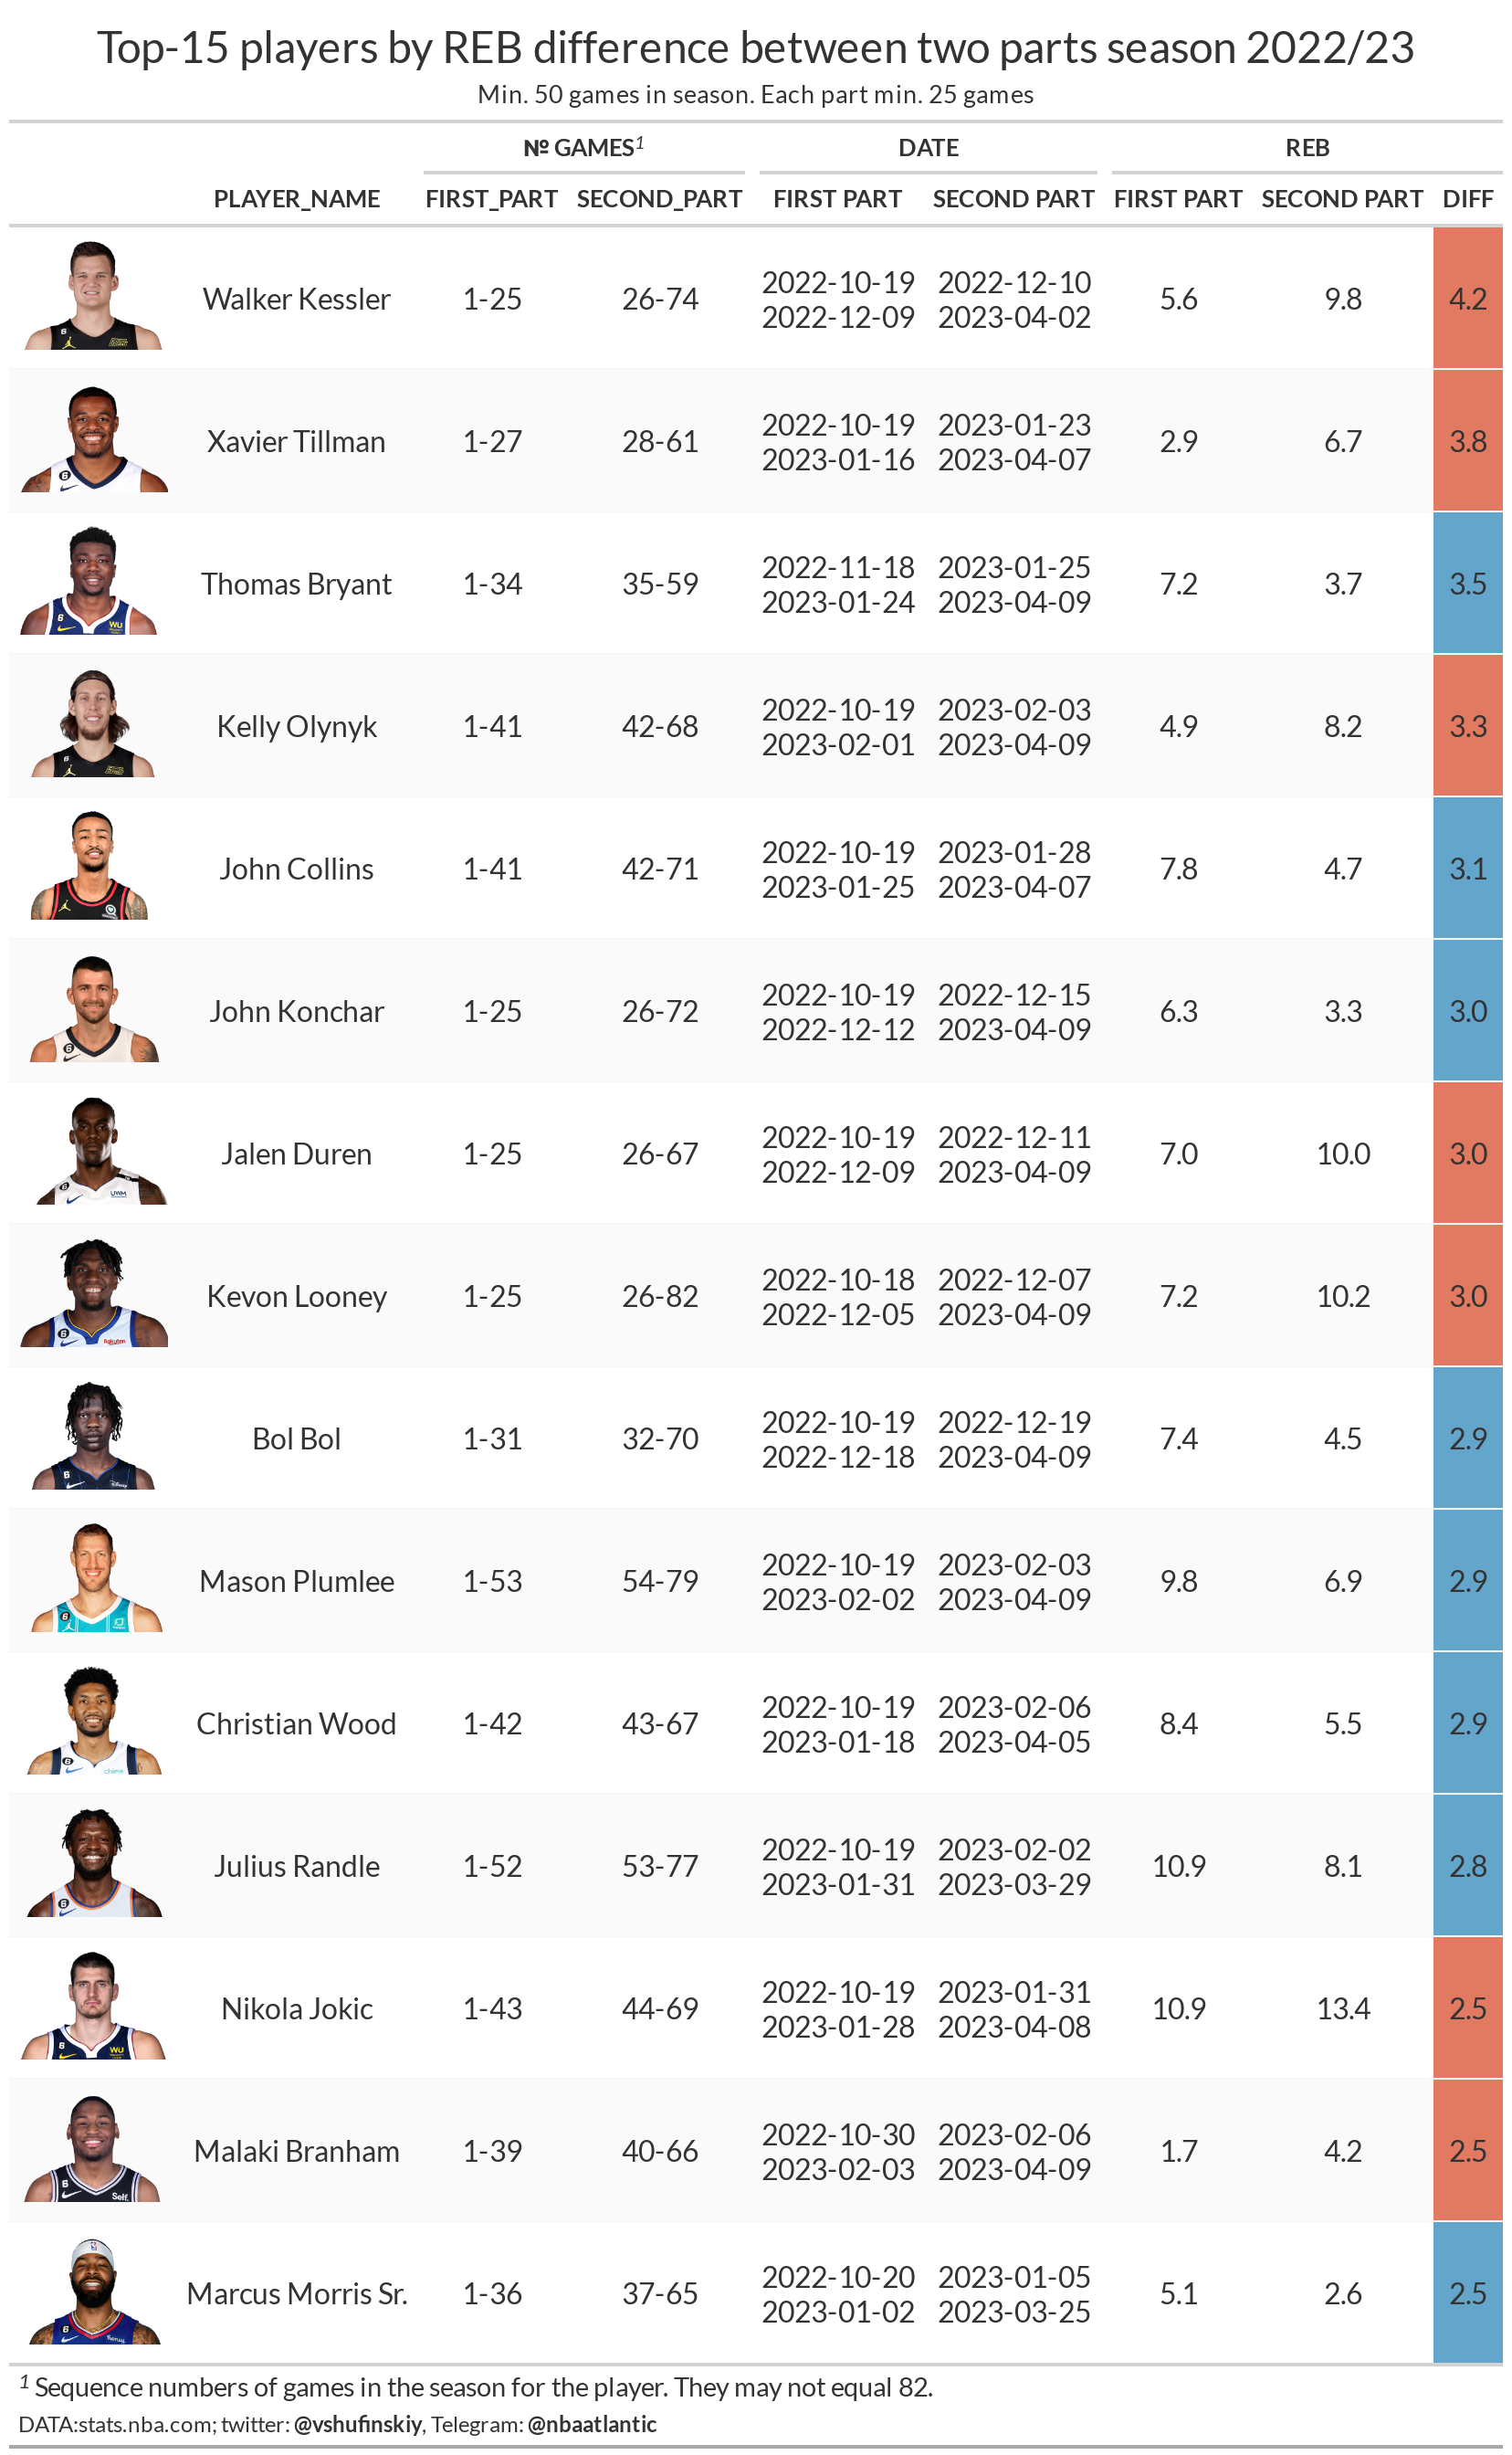 Top-15 players by REB difference between two parts season 2022/23
Min. 50 games in season. Each part min. 25 games
№ GAMES1 DATE REB
PLAYER_NAME FIRST_PART SECOND_PART FIRST PART SECOND PART FIRST PART SECOND PART DIFF
Walker Kessler 1-25 26-74 2022-10-19 2022-12-09 2022-12-10 2023-04-02 5.6 9.8 4.2
Xavier Tillman 1-27 28-61 2022-10-19 2023-01-16 2023-01-23 2023-04-07 2.9 6.7 3.8
Thomas Bryant 1-34 35-59 2022-11-18 2023-01-24 2023-01-25 2023-04-09 7.2 3.7 3.5
Kelly Olynyk 1-41 42-68 2022-10-19 2023-02-01 2023-02-03 2023-04-09 4.9 8.2 3.3
John Collins 1-41 42-71 2022-10-19 2023-01-25 2023-01-28 2023-04-07 7.8 4.7 3.1
John Konchar 1-25 26-72 2022-10-19 2022-12-12 2022-12-15 2023-04-09 6.3 3.3 3.0
Jalen Duren 1-25 26-67 2022-10-19 2022-12-09 2022-12-11 2023-04-09 7.0 10.0 3.0
Kevon Looney 1-25 26-82 2022-10-18 2022-12-05 2022-12-07 2023-04-09 7.2 10.2 3.0
Bol Bol 1-31 32-70 2022-10-19 2022-12-18 2022-12-19 2023-04-09 7.4 4.5 2.9
Mason Plumlee 1-53 54-79 2022-10-19 2023-02-02 2023-02-03 2023-04-09 9.8 6.9 2.9
Christian Wood 1-42 43-67 2022-10-19 2023-01-18 2023-02-06 2023-04-05 8.4 5.5 2.9
Julius Randle 1-52 53-77 2022-10-19 2023-01-31 2023-02-02 2023-03-29 10.9 8.1 2.8
Nikola Jokic 1-43 44-69 2022-10-19 2023-01-28 2023-01-31 2023-04-08 10.9 13.4 2.5
Malaki Branham 1-39 40-66 2022-10-30 2023-02-03 2023-02-06 2023-04-09 1.7 4.2 2.5
Marcus Morris Sr. 1-36 37-65 2022-10-20 2023-01-02 2023-01-05 2023-03-25 5.1 2.6 2.5
1 Sequence numbers of games in the season for the player. They may not equal 82.
DATA:stats.nba.com; twitter: @vshufinskiy, Telegram: @nbaatlantic